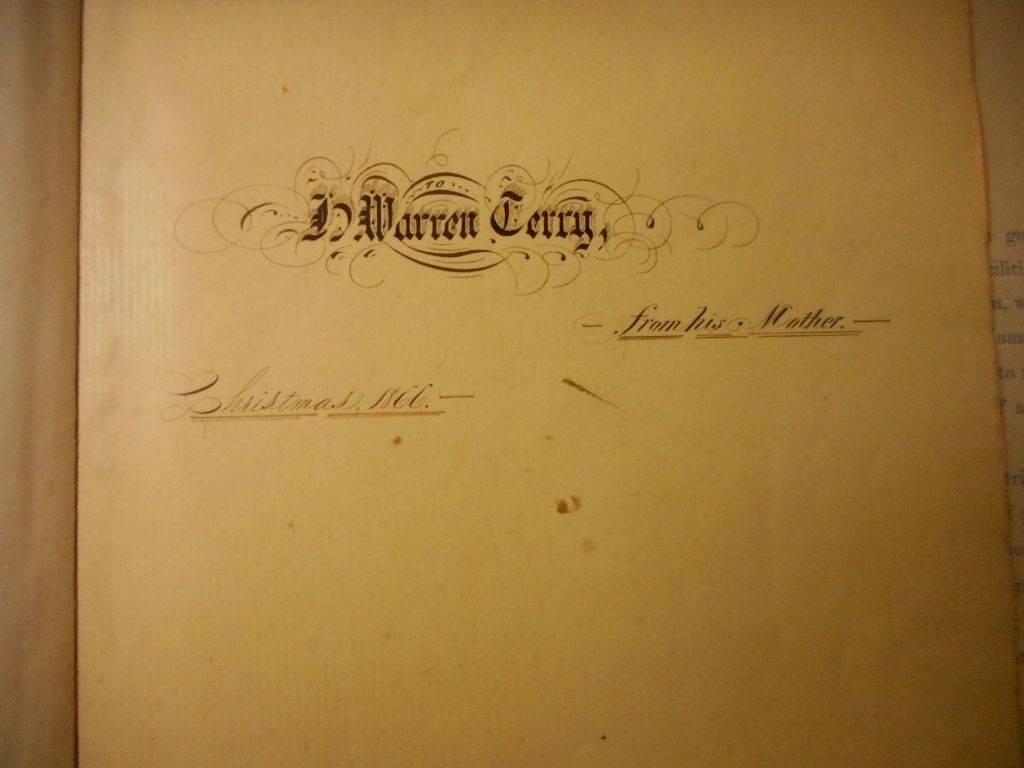 TO
H Warren Terry,
from his Mother.
Christmas, 1866.